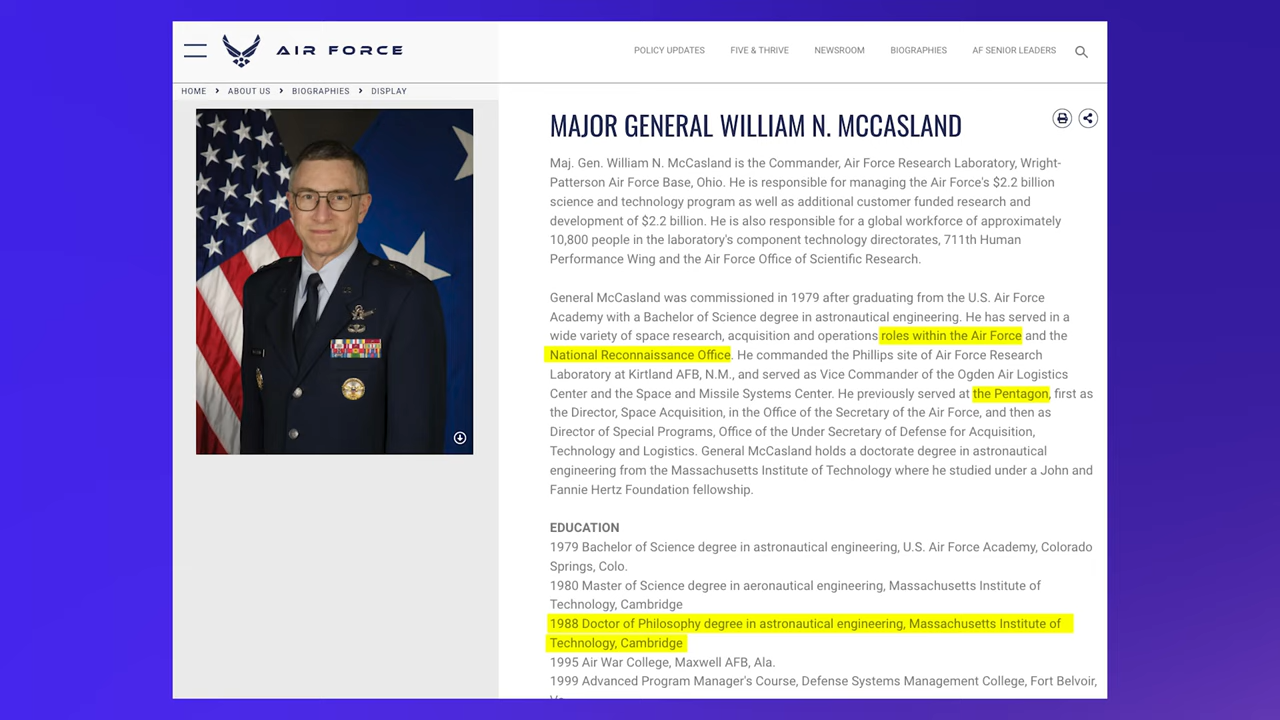 AIR FORCE
POLICY UPDATES FIVE & THRIVE NEWSROOM BIOGRAPHIES AF SENIOR LEADERS
HOME ABOUT US BIOGRAPHIES DISPLAY
MAJOR GENERAL WILLIAM N. MCCASLAND
Maj. Gen. William N. McCasland is the Commander, Air Force Research Laboratory, Wright-
Patterson Air Force Base, Ohio. He is responsible for managing the Air Force's $2.2 billion
science and technology program as well as additional customer funded research and
development of $2.2 billion. He is also responsible for a global workforce of approximately
10,800 people in the laboratory's component technology directorates, 711th Human
Performance Wing and the Air Force Office of Scientific Research.
General McCasland was commissioned in 1979 after graduating from the U.S. Air Force
Academy with a Bachelor of Science degree in astronautical engineering. He has served in a
wide variety of space research, acquisition and operations roles within the Air Force and the
National Reconnaissance Office. He commanded the Phillips site of Air Force Research
Laboratory at Kirtland AFB, N.M., and served as Vice Commander of the Ogden Air Logistics
Center and the Space and Missile Systems Center. He previously served at the Pentagon, first as
the Director, Space Acquisition, in the Office of the Secretary of the Air Force, and then as
Director of Special Programs, Office of the Under Secretary of Defense for Acquisition,
Technology and Logistics. General McCasland holds a doctorate degree in astronautical
engineering from the Massachusetts Institute of Technology where he studied under a John and
Fannie Hertz Foundation fellowship.
EDUCATION
1979 Bachelor of Science degree in astronautical engineering, U.S. Air Force Academy, Colorado
Springs, Colo.
1980 Master of Science degree in aeronautical engineering, Massachusetts Institute of
Technology, Cambridge
1988 Doctor of Philosophy degree in astronautical engineering, Massachusetts Institute of
Technology, Cambridge
1995 Air War College, Maxwell AFB, Ala.
1999 Advanced Program Manager's Course, Defense Systems Management College, Fort Belvoir,